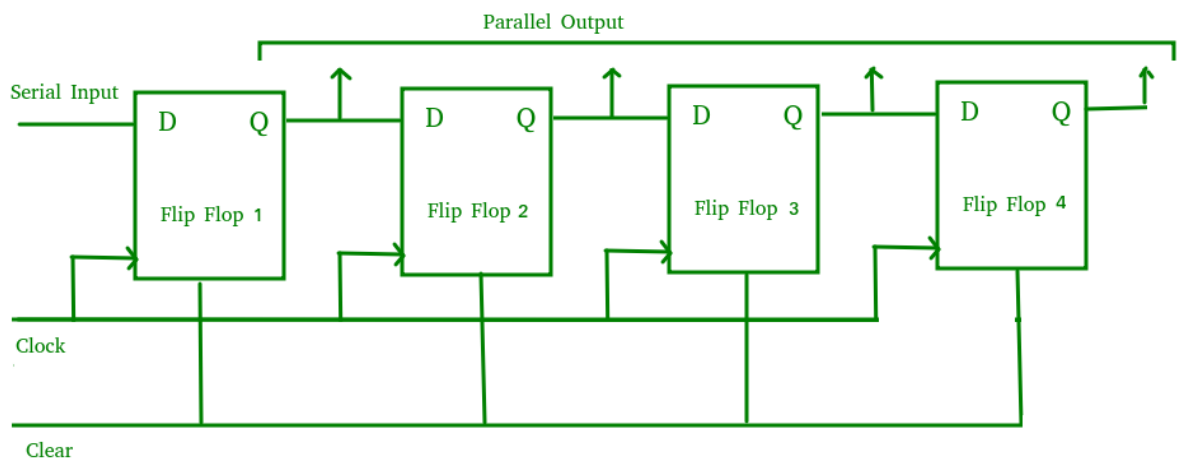 Parallel Output
Serial Input
D Q
Flip Flop 1
D Q
Flip Flop 2
D Q
Flip Flop 3
D Q
Flip Flop 4
Clock
Clear